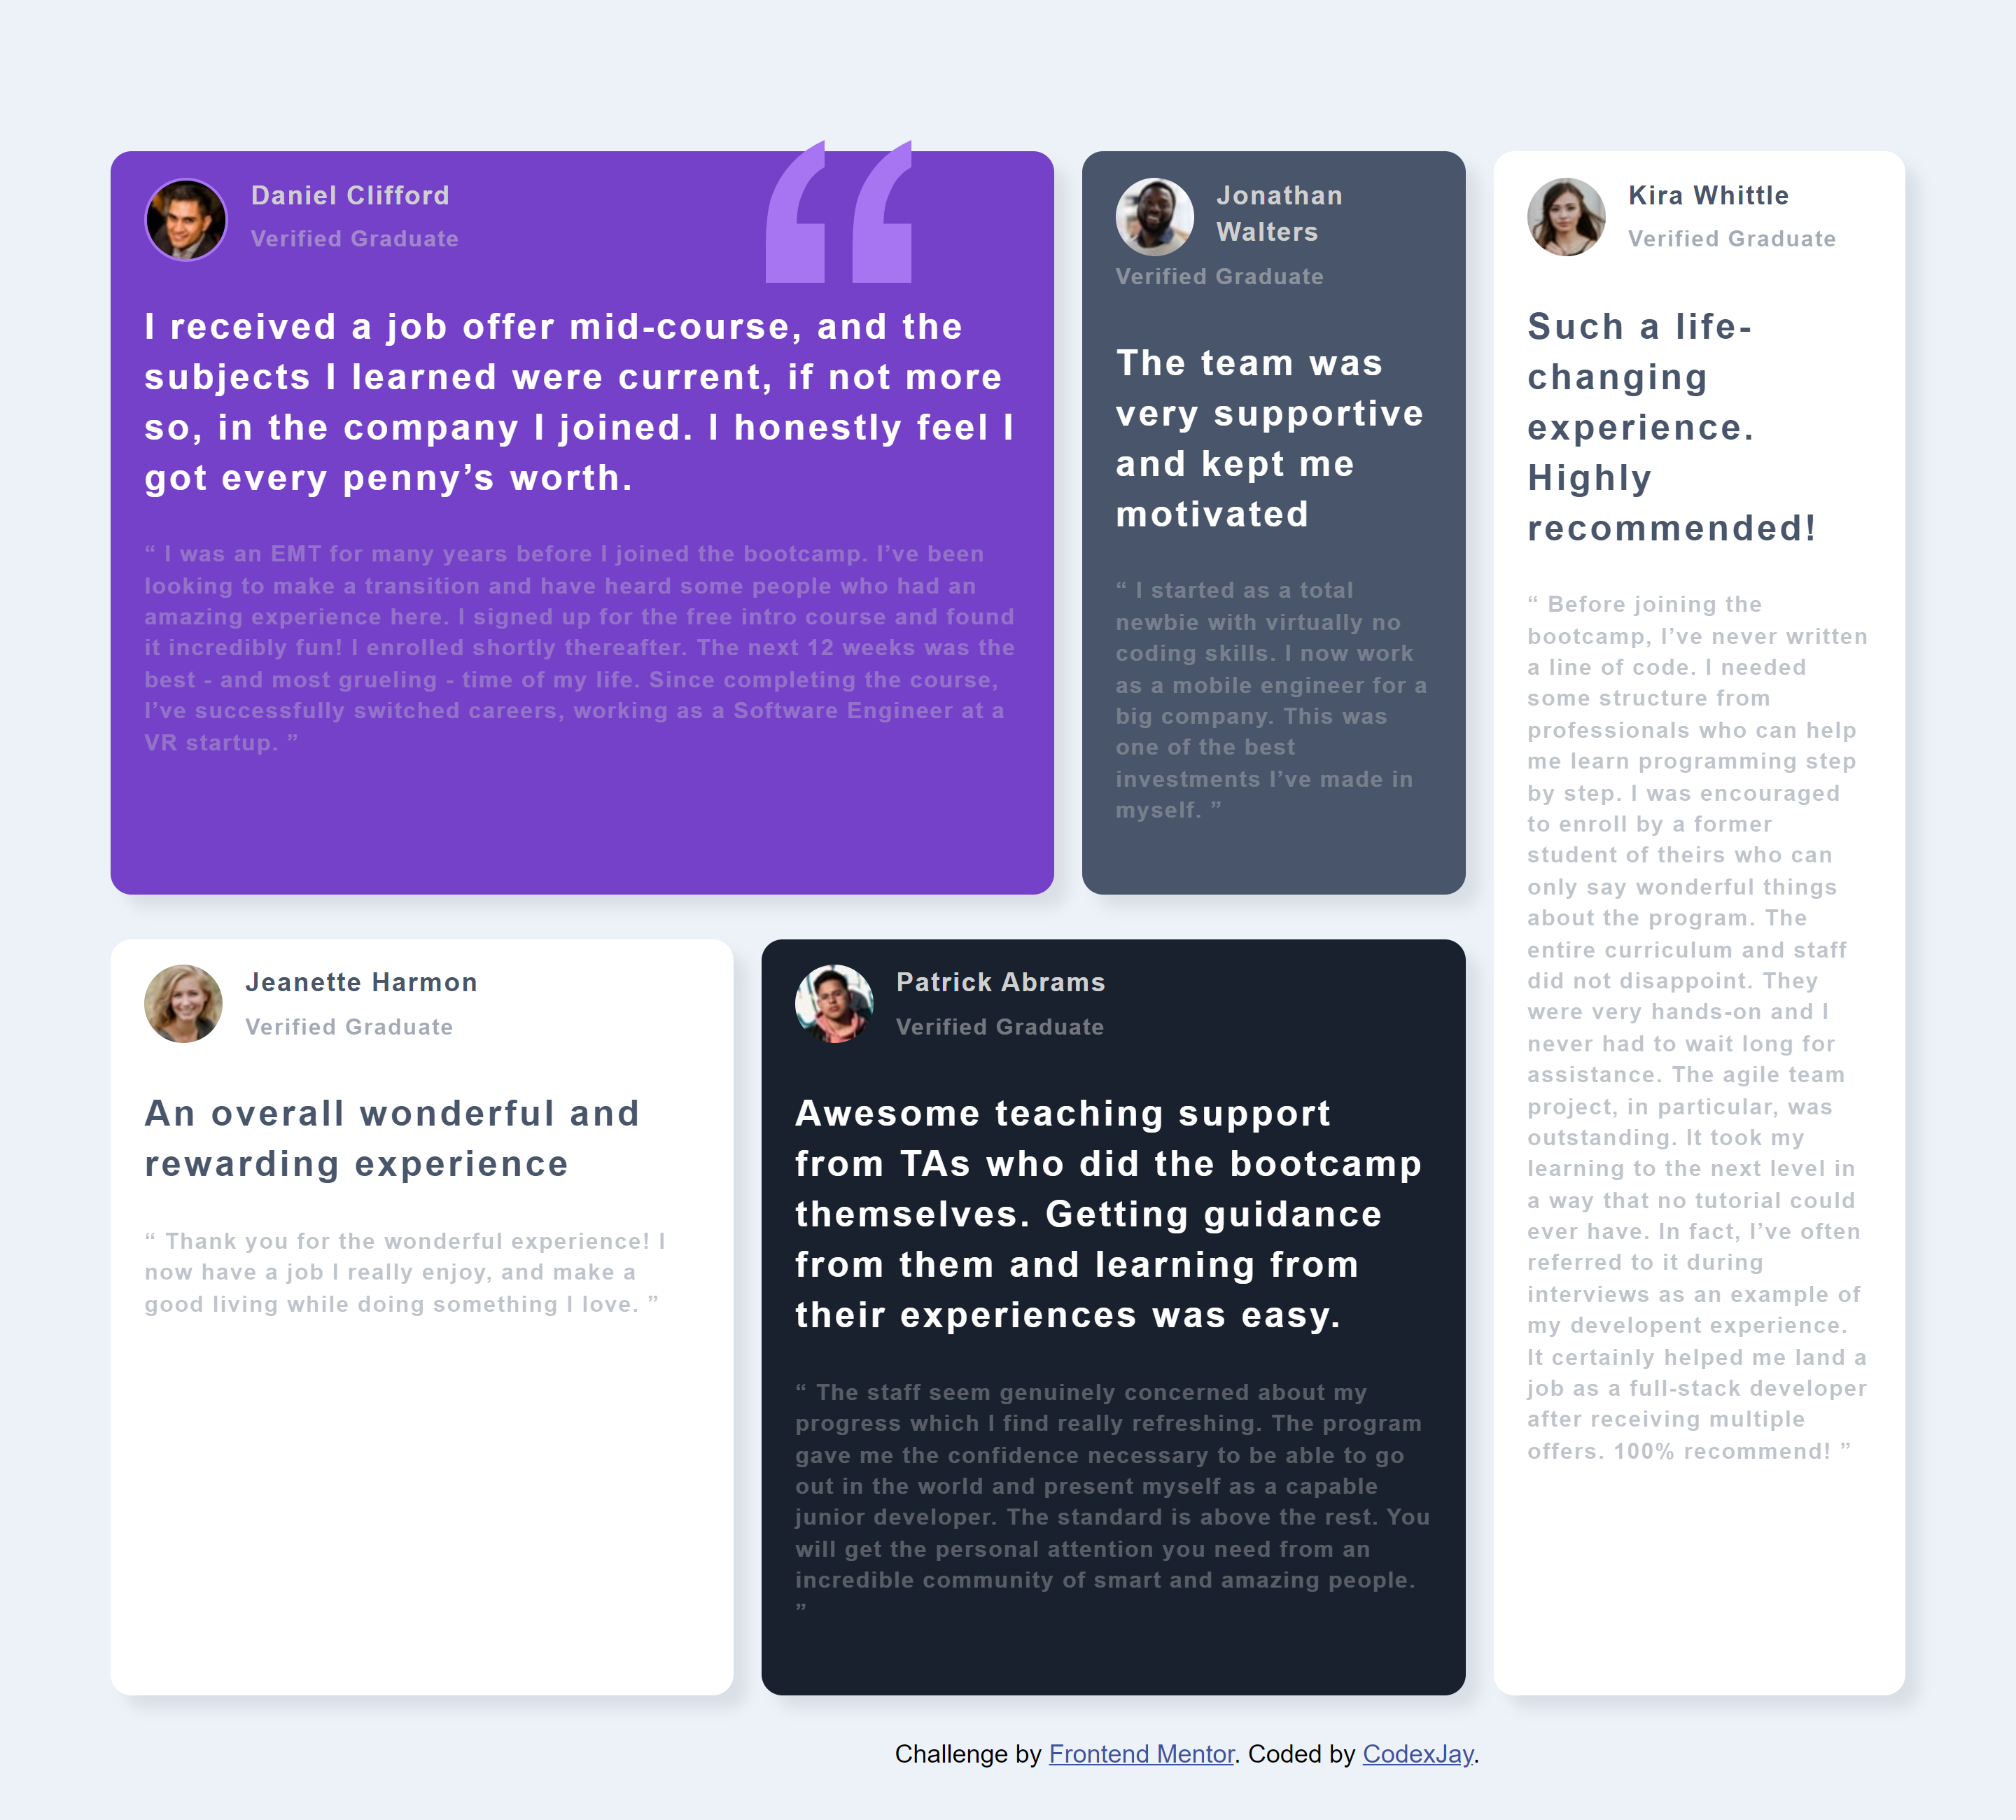 “
Daniel Clifford
Verified Graduate
I received a job offer mid-course, and the
subjects I learned were current, if not more
so, in the company I joined. I honestly feel I
got every penny’s worth.
“ I was an EMT for many years before I joined the bootcamp. I’ve been
looking to make a transition and have heard some people who had an
amazing experience here. I signed up for the free intro course and found
it incredibly fun! I enrolled shortly thereafter. The next 12 weeks was the
best - and most grueling - time of my life. Since completing the course,
I’ve successfully switched careers, working as a Software Engineer at a
VR startup. ”
Jonathan
Walters
Verified Graduate
The team was
very supportive
and kept me
motivated
“ I started as a total
newbie with virtually no
coding skills. I now work
as a mobile engineer for a
big company. This was
one of the best
investments I’ve made in
myself. ”
Kira Whittle
Verified Graduate
Such a life-
changing
experience.
Highly
recommended!
“ Before joining the
bootcamp, I’ve never written
a line of code. I needed
some structure from
professionals who can help
me learn programming step
by step. I was encouraged
to enroll by a former
student of theirs who can
only say wonderful things
about the program. The
entire curriculum and staff
did not disappoint. They
were very hands-on and I
never had to wait long for
assistance. The agile team
project, in particular, was
outstanding. It took my
learning to the next level in
a way that no tutorial could
ever have. In fact, I’ve often
referred to it during
interviews as an example of
my developent experience.
It certainly helped me land a
job as a full-stack developer
after receiving multiple
offers. 100% recommend! ”
Jeanette Harmon
Verified Graduate
An overall wonderful and
rewarding experience
“ Thank you for the wonderful experience! I
now have a job I really enjoy, and make a
good living while doing something I love. ”
Patrick Abrams
Verified Graduate
Awesome teaching support
from TAs who did the bootcamp
themselves. Getting guidance
from them and learning from
their experiences was easy.
“ The staff seem genuinely concerned about my
progress which I find really refreshing. The program
gave me the confidence necessary to be able to go
out in the world and present myself as a capable
junior developer. The standard is above the rest. You
will get the personal attention you need from an
incredible community of smart and amazing people.
”
Challenge by Frontend Mentor. Coded by CodexJay.